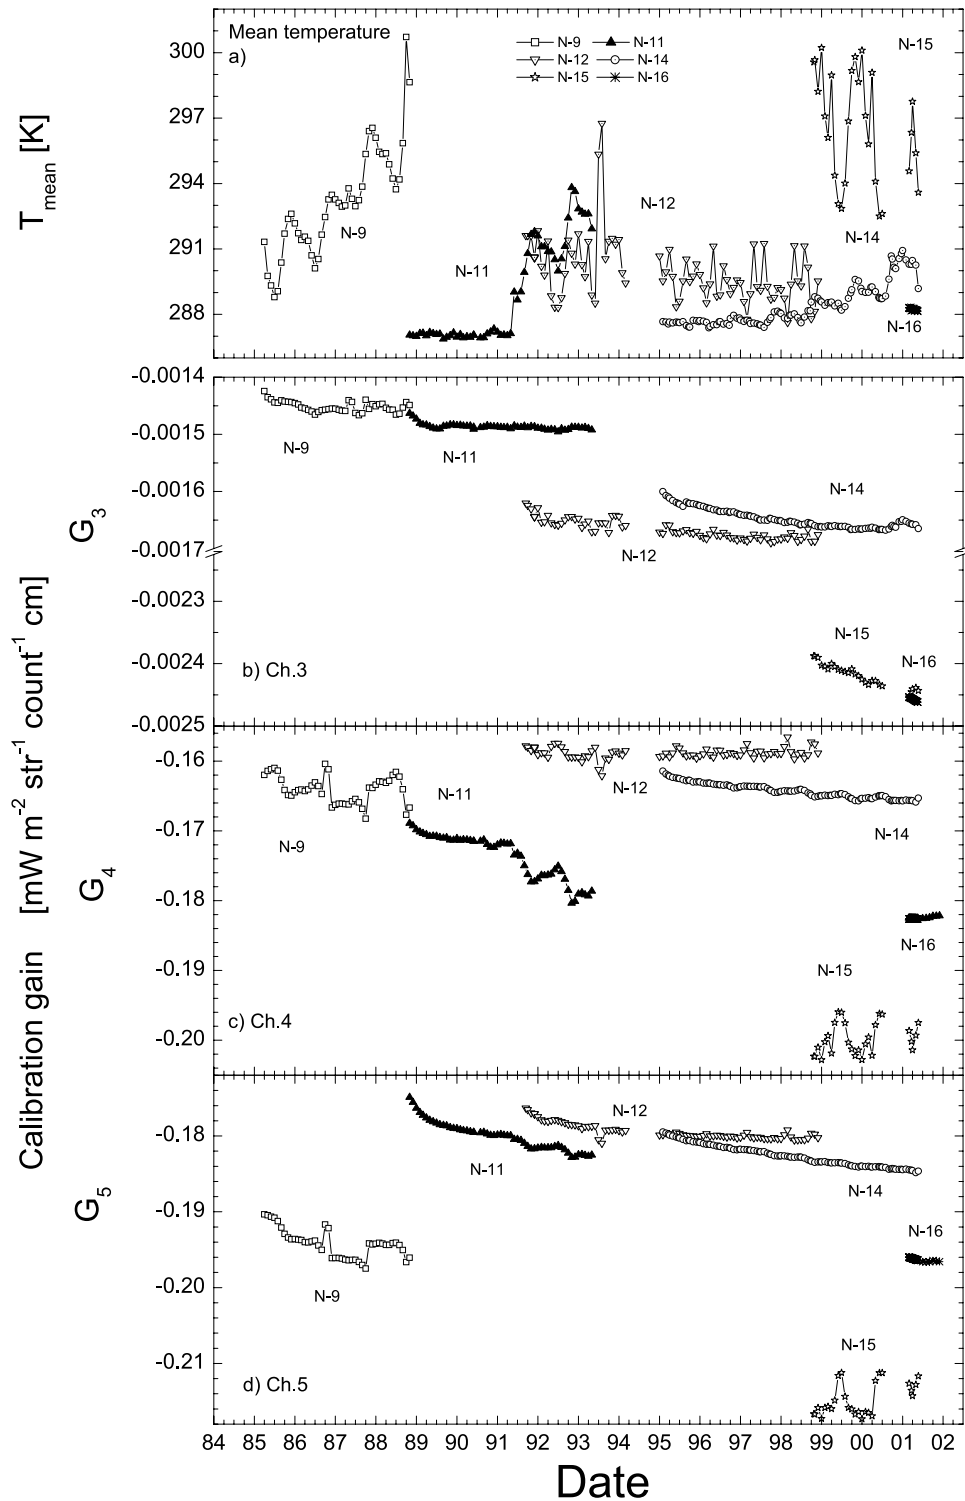 Mean temperature
a)
N-9 N-11
N-12 N-14
N-15 N-16
N-15
300
297
294
291
288
T_mean [K]
N-9
N-11
N-12
N-14
N-16
-0.0014
-0.0015
-0.0016
-0.0017
-0.0023
-0.0024
-0.0025
G_3
N-9
N-11
N-14
N-12
N-15
N-16
b) Ch.3
Calibration gain [mW m^-2 str^-1 count^-1 cm]
-0.16
-0.17
-0.18
-0.19
-0.20
G_4
N-11
N-12
N-9
N-14
N-16
N-15
c) Ch.4
-0.18
-0.19
-0.20
-0.21
G_5
N-12
N-11
N-14
N-16
N-9
N-15
d) Ch.5
84 85 86 87 88 89 90 91 92 93 94 95 96 97 98 99 00 01 02
Date